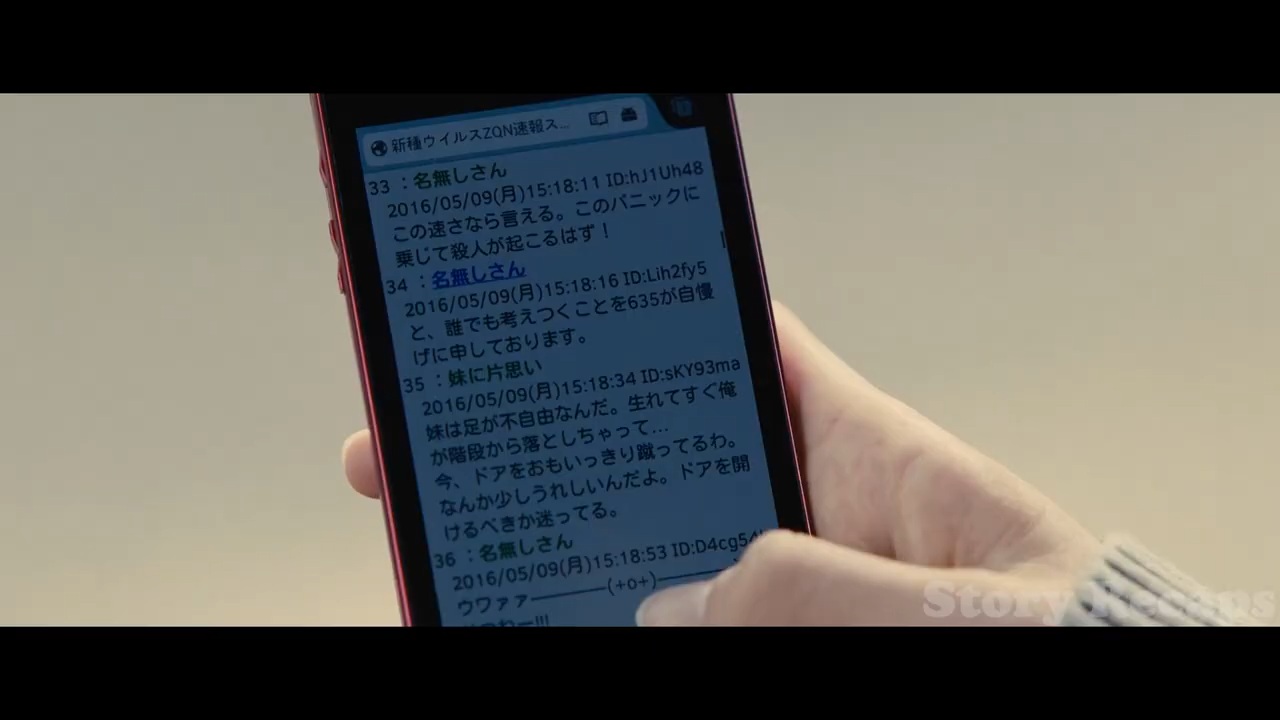 新種ウイルスZQN速報ス...
33 : 名無しさん
2016/05/09(月)15:18:11 ID:hJ1Uh48
この速さなら言える。このパニックに
乗じて殺人が起こるはず！
34 : 名無しさん
2016/05/09(月)15:18:16 ID:Lih2fy5
と、誰でも考えつくことを635が自慢
げに申しております。
35 : 妹に片思い
2016/05/09(月)15:18:34 ID:sKY93ma
妹は足が不自由なんだ。生れてすぐ俺
が階段から落としちゃって...
今、ドアをおもいっきり蹴ってるわ。
なんか少しうれしいんだよ。ドアを開
けるべきか迷ってる。
36 : 名無しさん
2016/05/09(月)15:18:53 ID:D4cg54
ウワァァ―――――(+o+)―――――
Story Recaps